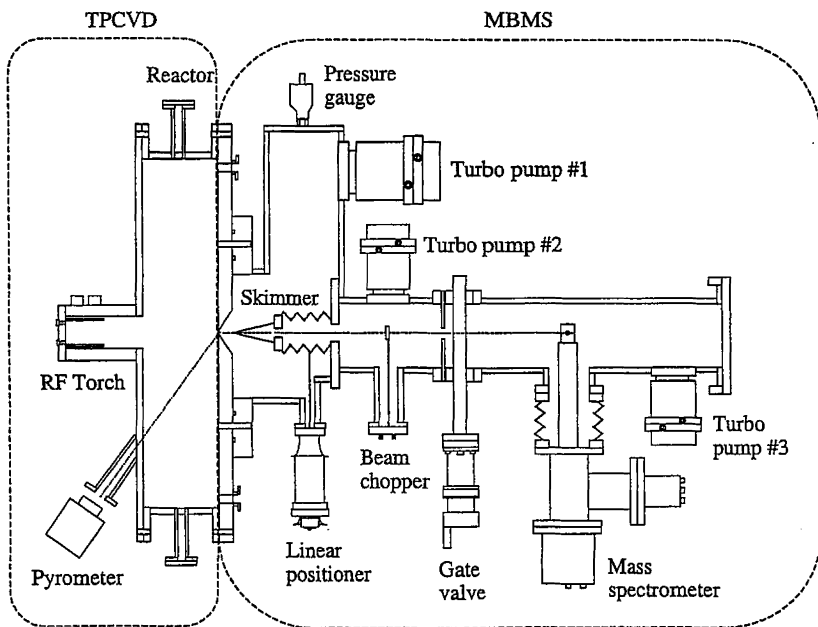 TPCVD
MBMS
Reactor
Pressure
gauge
Turbo pump #1
Turbo pump #2
Skimmer
RF Torch
Turbo
pump #3
Beam
chopper
Pyrometer
Linear
positioner
Gate
valve
Mass
spectrometer